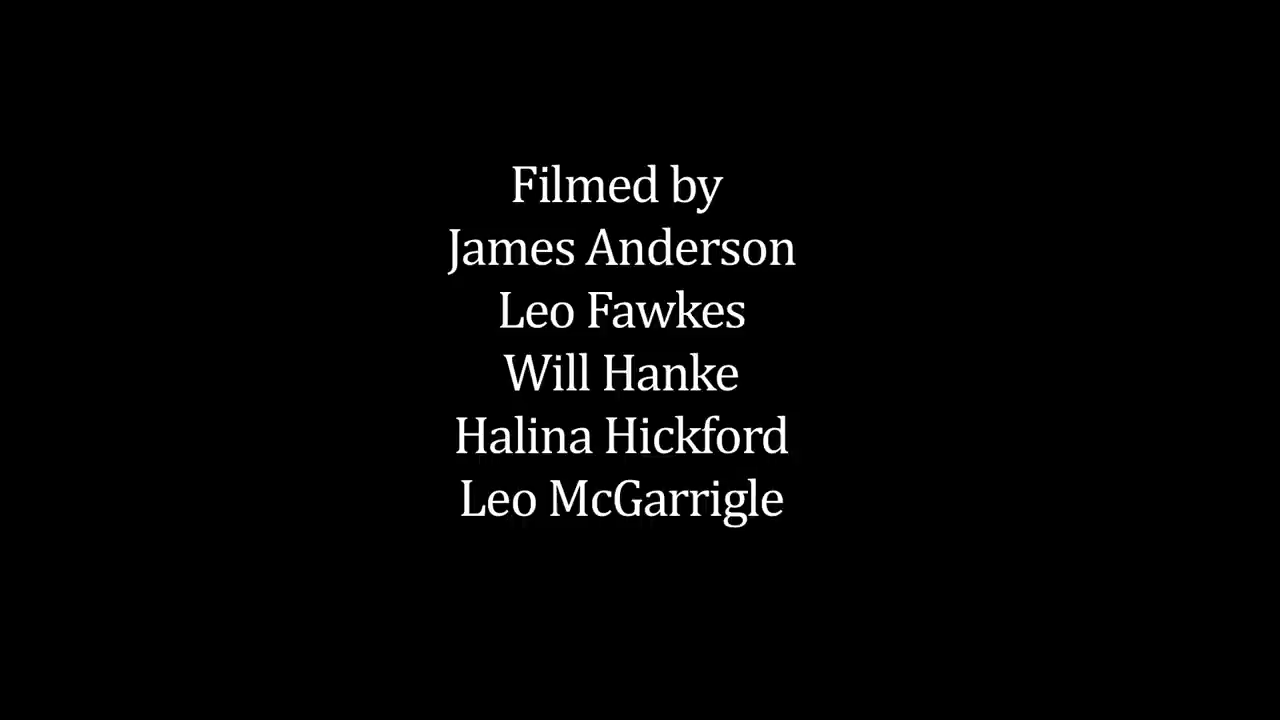 Filmed by
James Anderson
Leo Fawkes
Will Hanke
Halina Hickford
Leo McGarrigle